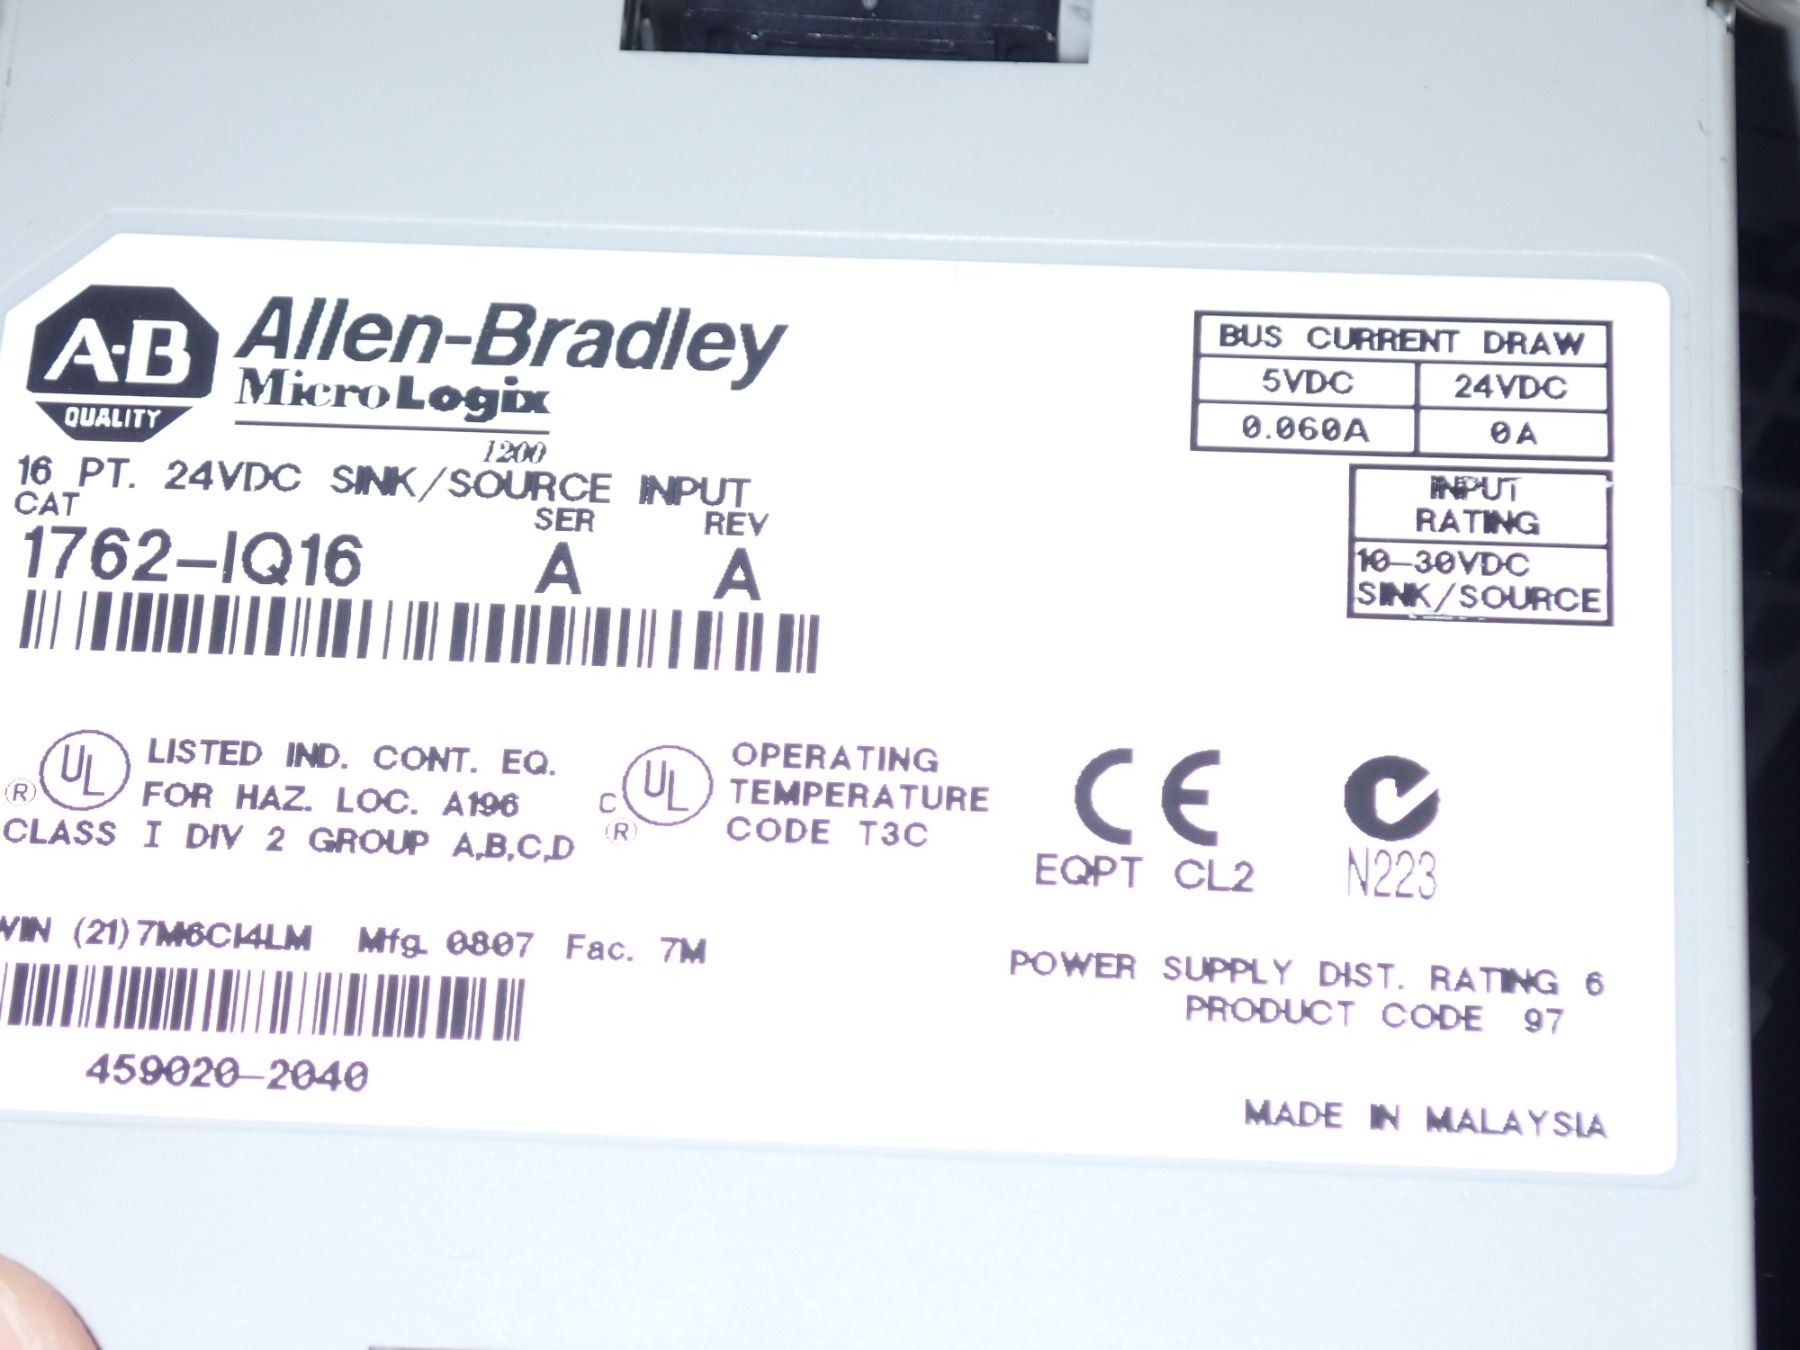 A-B
QUALITY
Allen-Bradley
MicroLogix
1200
16 PT. 24VDC SINK/SOURCE INPUT
CAT SER REV
1762-IQ16 A A
BUS CURRENT DRAW
5VDC 24VDC
0.060A 0A
INPUT
RATING
10-30VDC
SINK/SOURCE
UL
®
LISTED IND. CONT. EQ.
FOR HAZ. LOC. A196
CLASS I DIV 2 GROUP A,B,C,D
C UL
®
OPERATING
TEMPERATURE
CODE T3C
CE
EQPT CL2
N223
WIN (21)7M6CI4LM Mfg. 0807 Fac. 7M
459020-2040
POWER SUPPLY DIST. RATING 6
PRODUCT CODE 97
MADE IN MALAYSIA